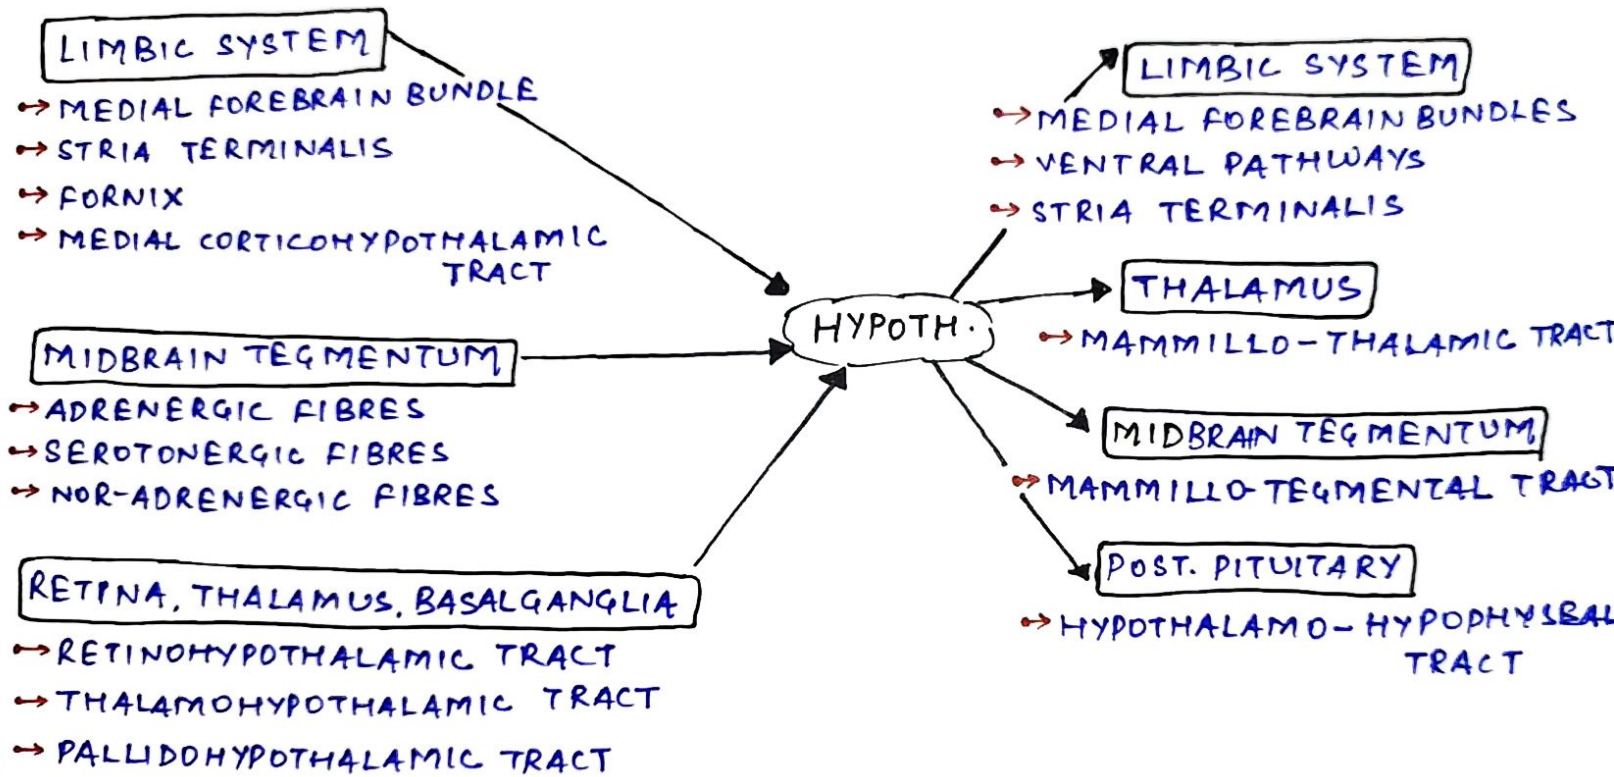 LIMBIC SYSTEM
↦ MEDIAL FOREBRAIN BUNDLE
↦ STRIA TERMINALIS
↦ FORNIX
↦ MEDIAL CORTICOHYPOTHALAMIC
TRACT
MIDBRAIN TEGMENTUM
↦ ADRENERGIC FIBRES
↦ SEROTONERGIC FIBRES
↦ NOR-ADRENERGIC FIBRES
RETINA, THALAMUS, BASALGANGLIA
↦ RETINOHYPOTHALAMIC TRACT
↦ THALAMOHYPOTHALAMIC TRACT
↦ PALLIDOHYPOTHALAMIC TRACT
HYPOTH.
LIMBIC SYSTEM
↦ MEDIAL FOREBRAIN BUNDLES
↦ VENTRAL PATHWAYS
↦ STRIA TERMINALIS
THALAMUS
↦ MAMMILLO-THALAMIC TRACT
MIDBRAIN TEGMENTUM
↦ MAMMILLO-TEGMENTAL TRACT
POST. PITUITARY
↦ HYPOTHALAMO-HYPOPHYSEAL
TRACT